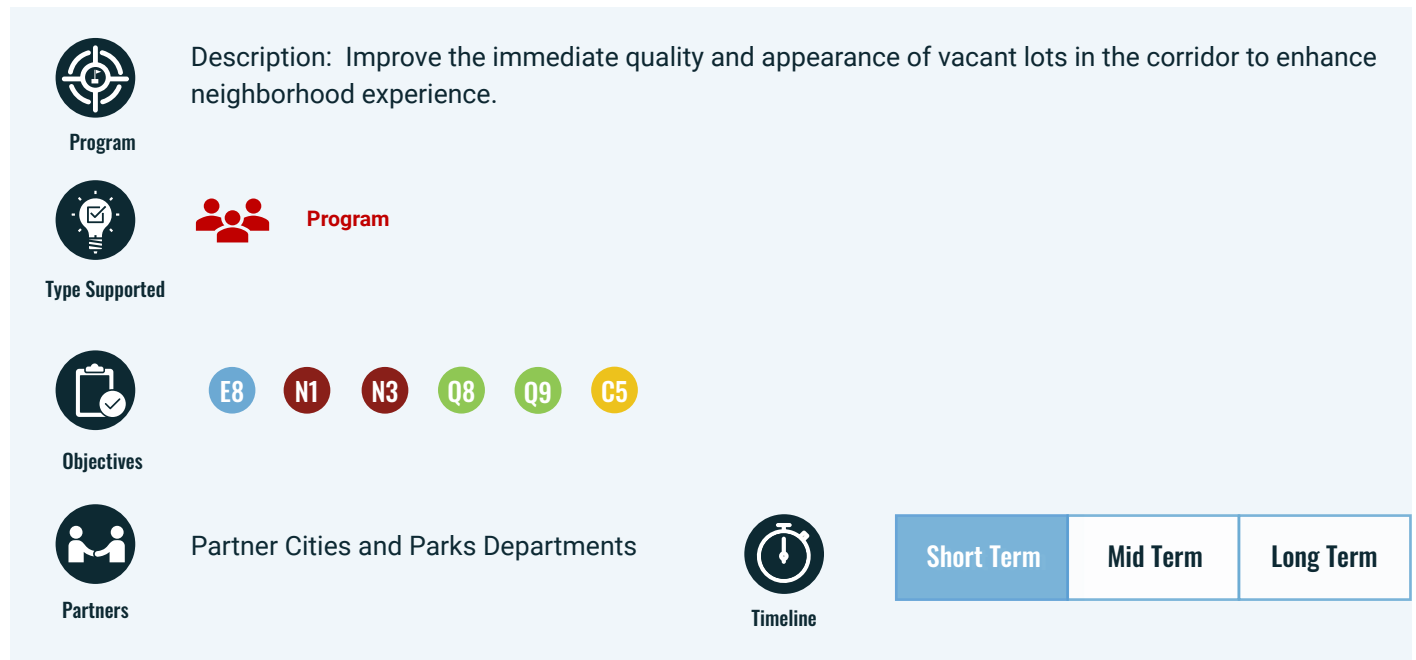 Description: Improve the immediate quality and appearance of vacant lots in the corridor to enhance
neighborhood experience.
Program
Program
Type Supported
E8 N1 N3 Q8 Q9 C5
Objectives
Partner Cities and Parks Departments
Partners
Timeline
Short Term Mid Term Long Term